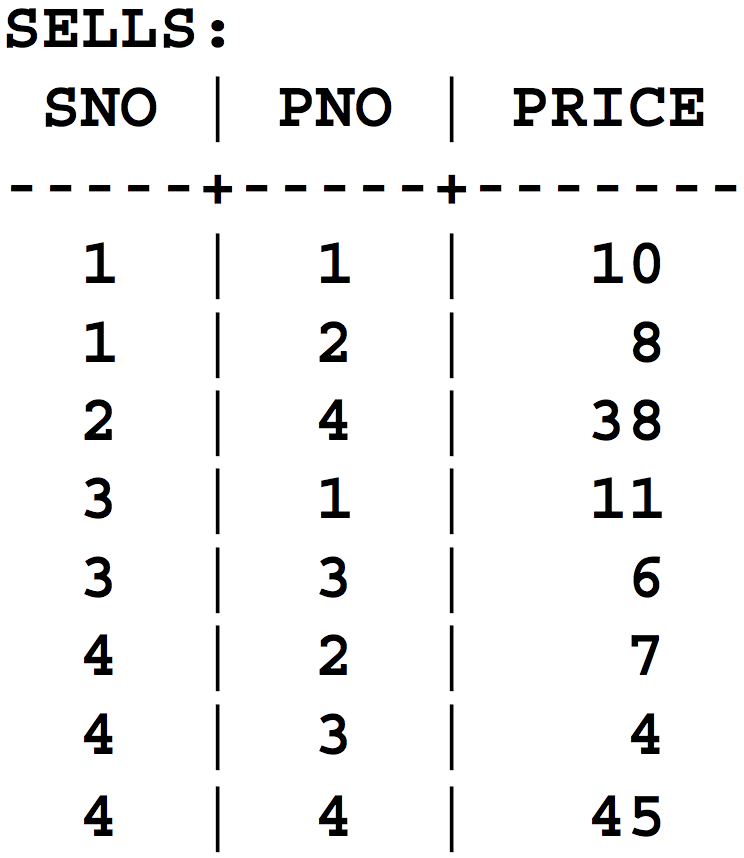 SELLS:
 SNO | PNO | PRICE
-----+-----+-------
  1  |  1  |  10
  1  |  2  |   8
  2  |  4  |  38
  3  |  1  |  11
  3  |  3  |   6
  4  |  2  |   7
  4  |  3  |   4
  4  |  4  |  45